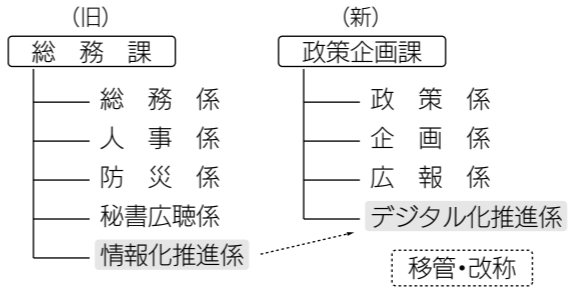 （旧）
総務課
総務係
人事係
防災係
秘書広聴係
情報化推進係
（新）
政策企画課
政策係
企画係
広報係
デジタル化推進係
移管・改称